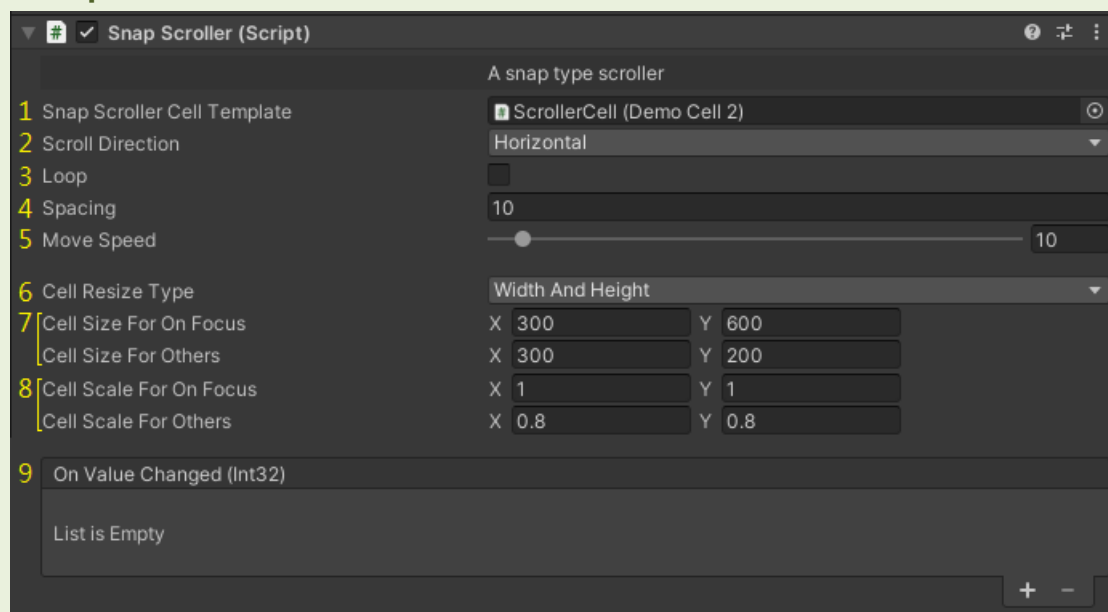 Snap Scroller (Script)
A snap type scroller
1 Snap Scroller Cell Template ScrollerCell (Demo Cell 2)
2 Scroll Direction Horizontal
3 Loop
4 Spacing 10
5 Move Speed 10
6 Cell Resize Type Width And Height
7 Cell Size For On Focus X 300 Y 600
Cell Size For Others X 300 Y 200
8 Cell Scale For On Focus X 1 Y 1
Cell Scale For Others X 0.8 Y 0.8
9 On Value Changed (Int32)
List is Empty